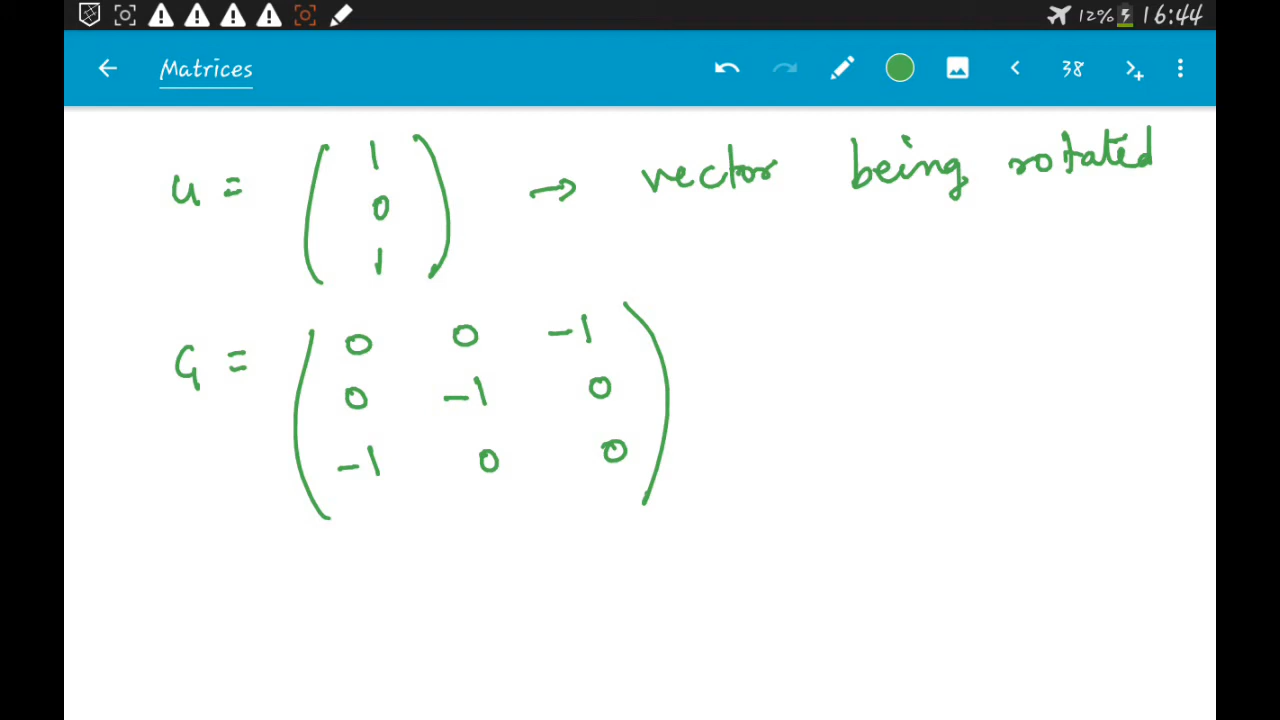 12% 16:44
Matrices 38
u = ( 1 0 1 ) → vector being rotated
G = ( 0 0 -1
0 -1 0
-1 0 0 )